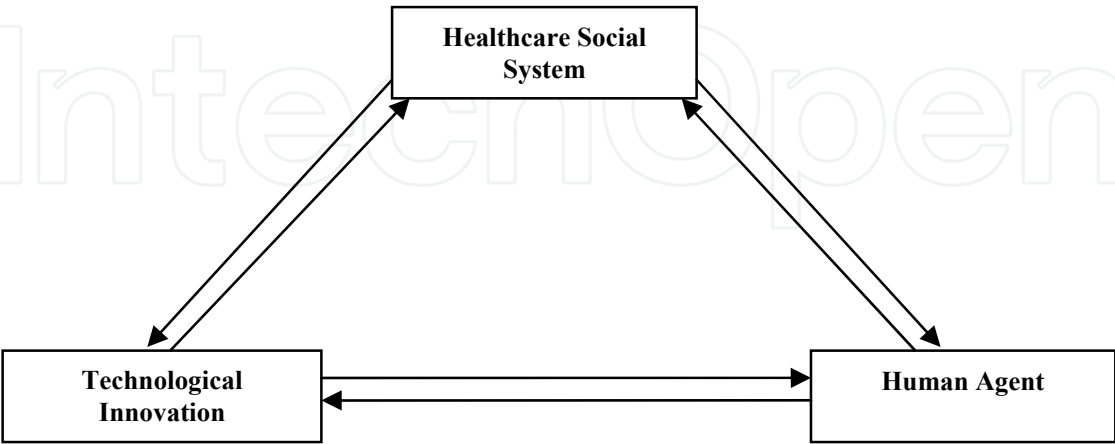 IntechOpen
Healthcare Social
System
Technological
Innovation
Human Agent